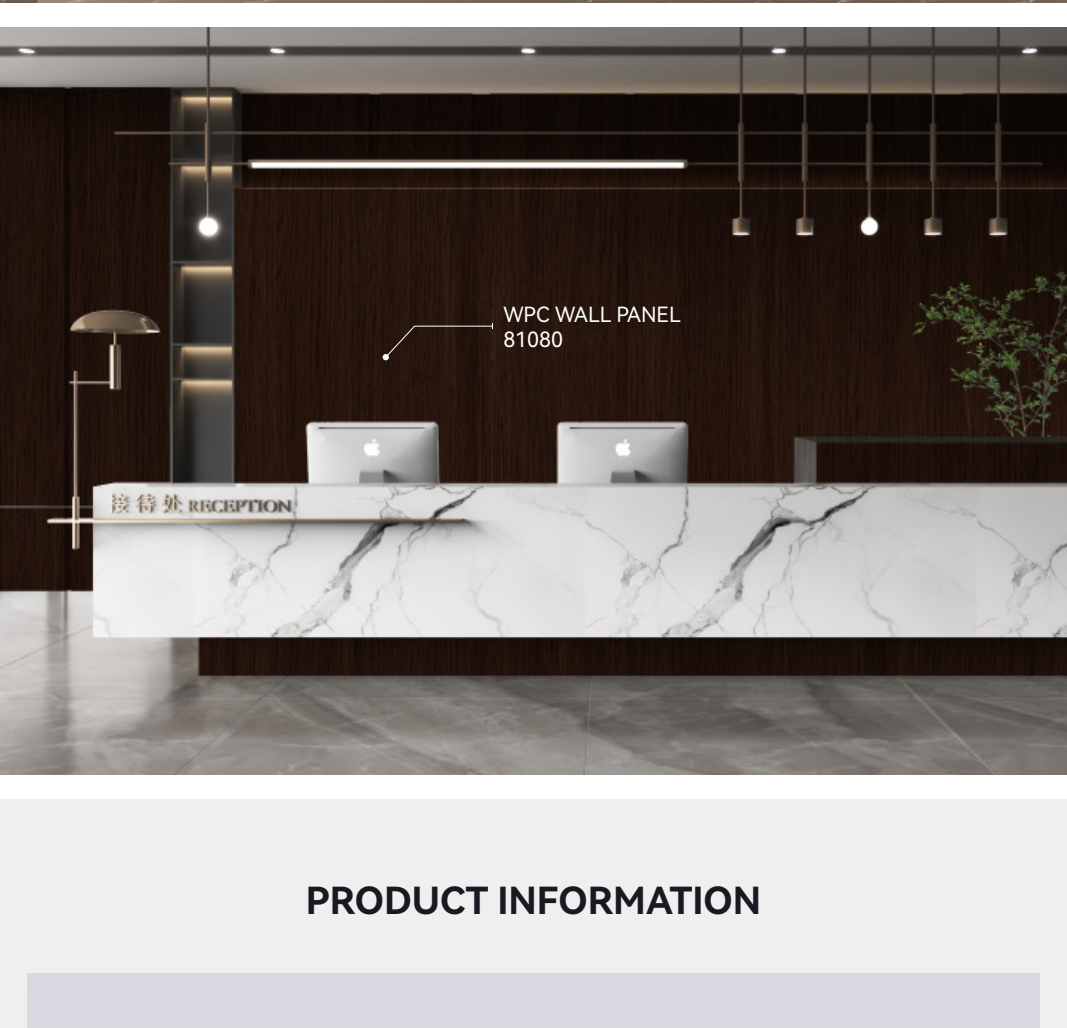 WPC WALL PANEL
81080
接待处 RECEPTION
PRODUCT INFORMATION